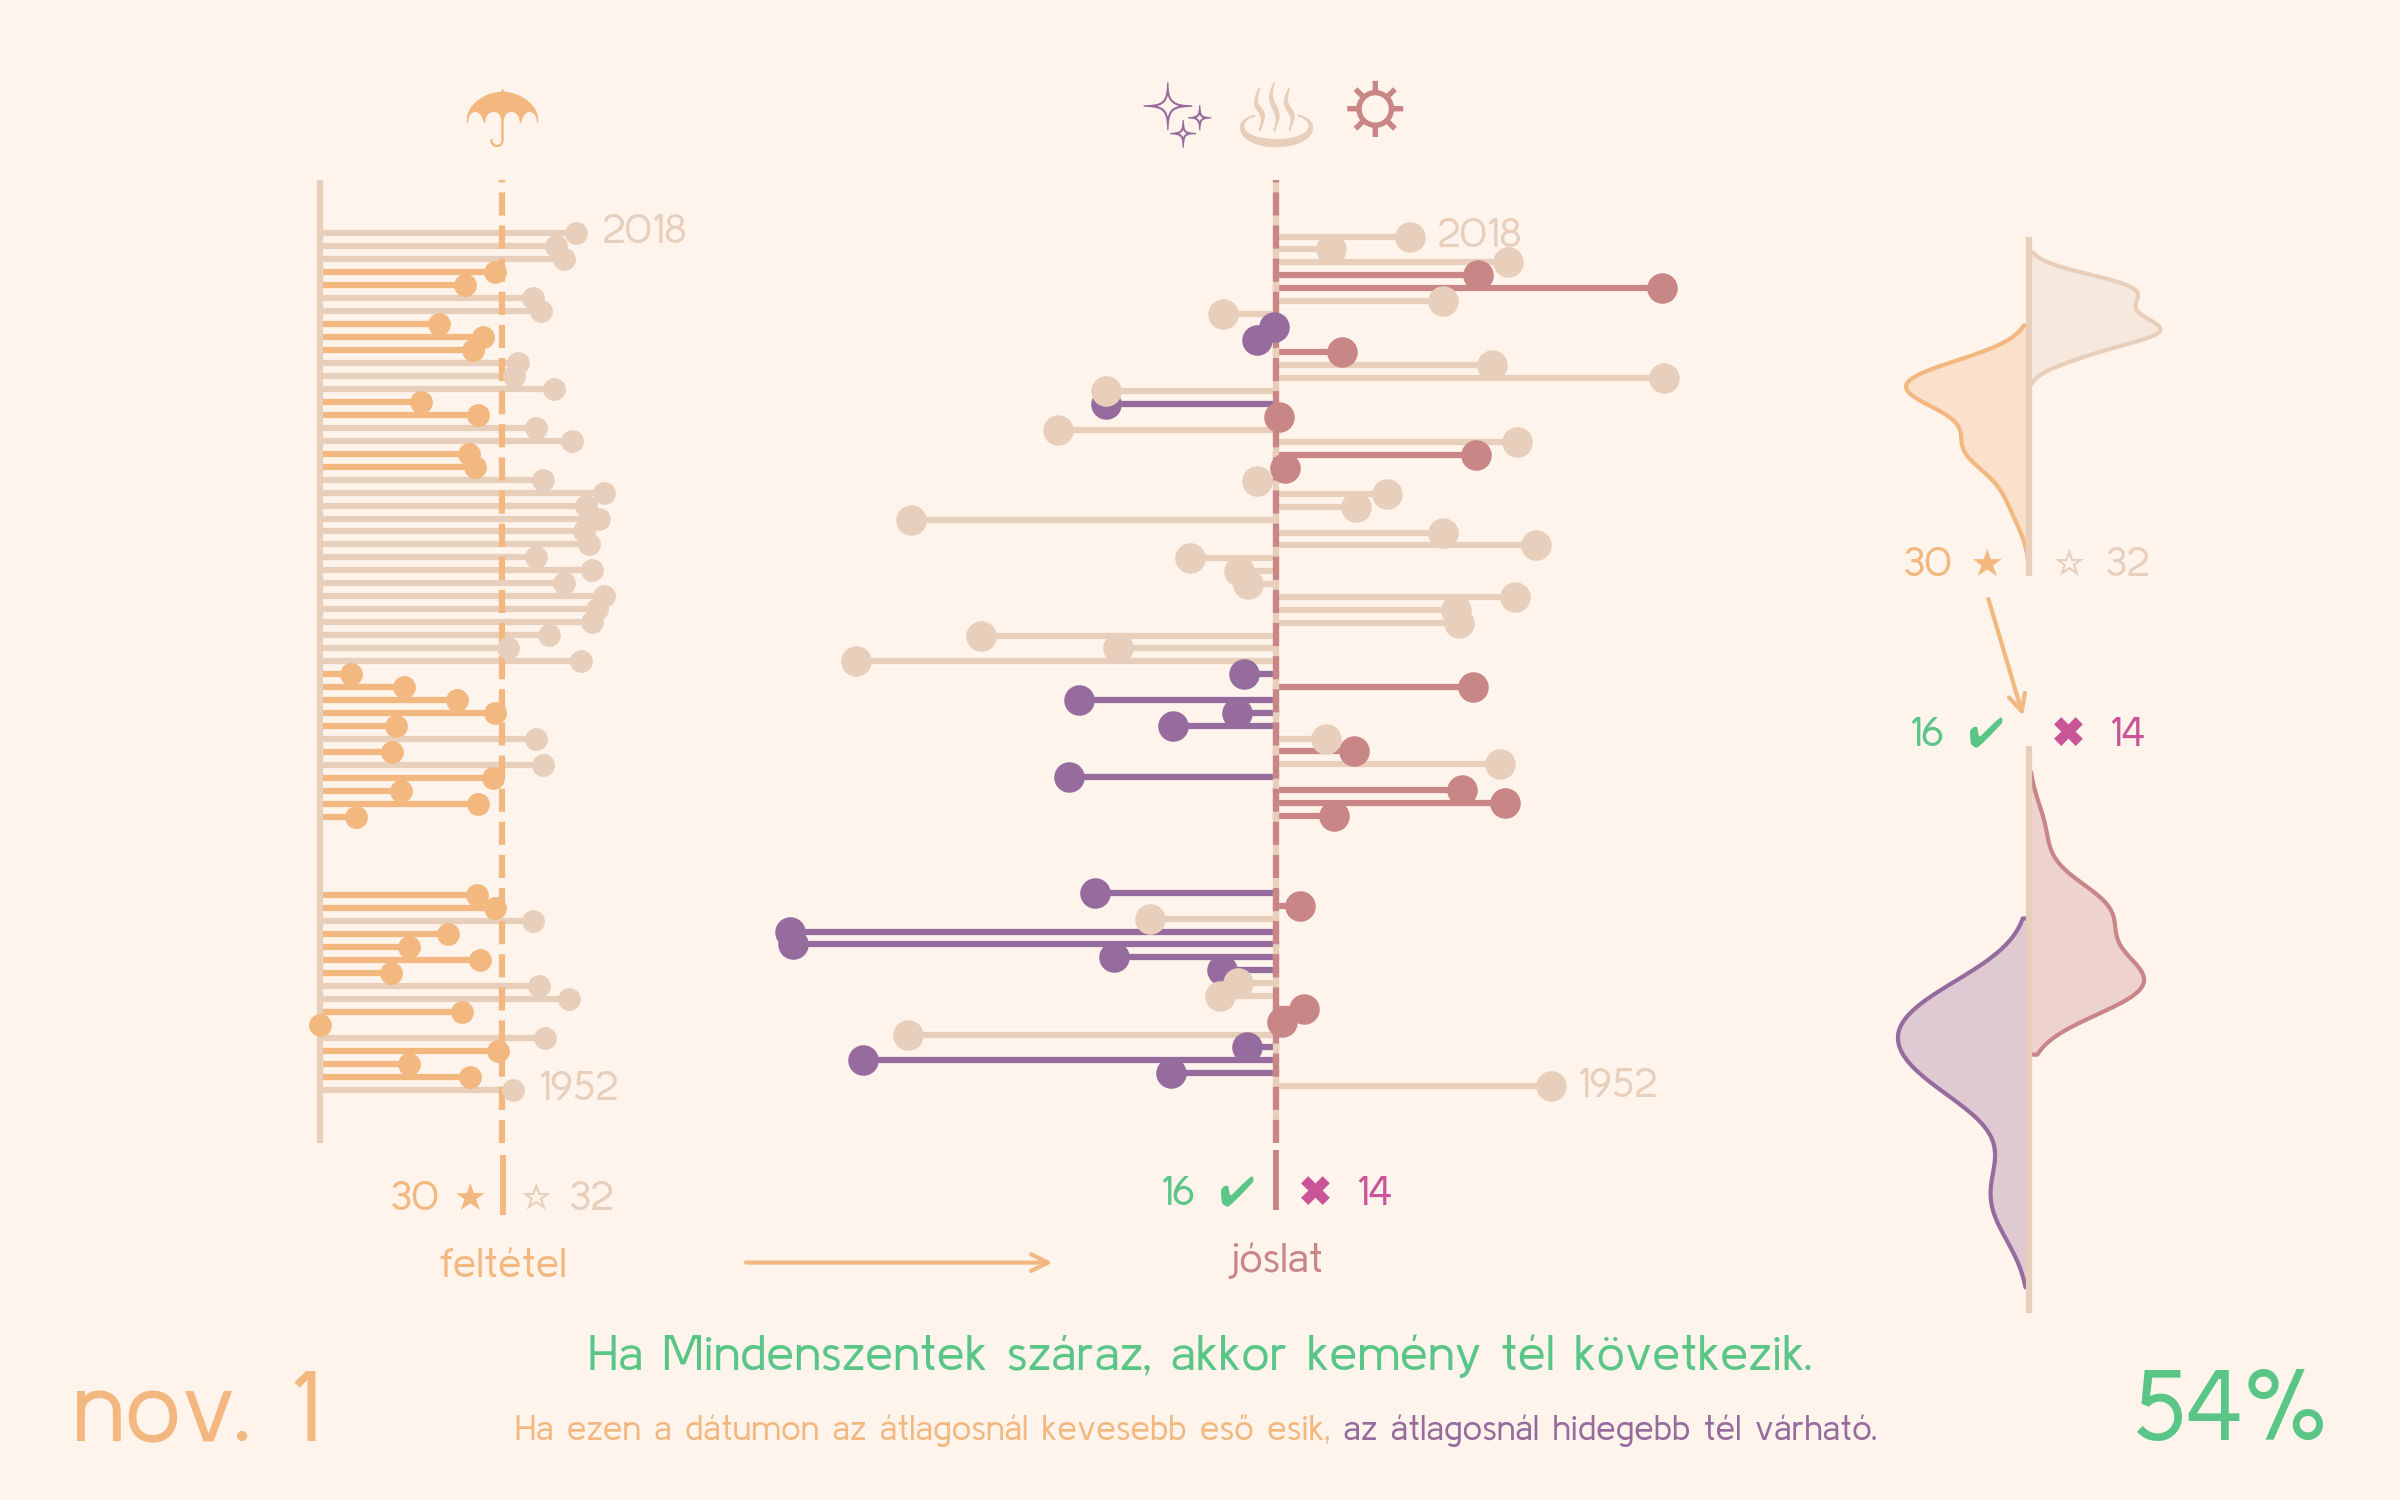 2018
2018
30 ★ ☆ 32
16 ✔ ✖ 14
1952
1952
30 ★ ☆ 32
16 ✔ ✖ 14
feltétel
jóslat
Ha Mindenszentek száraz, akkor kemény tél következik.
nov. 1
54%
Ha ezen a dátumon az átlagosnál kevesebb eső esik, az átlagosnál hidegebb tél várható.